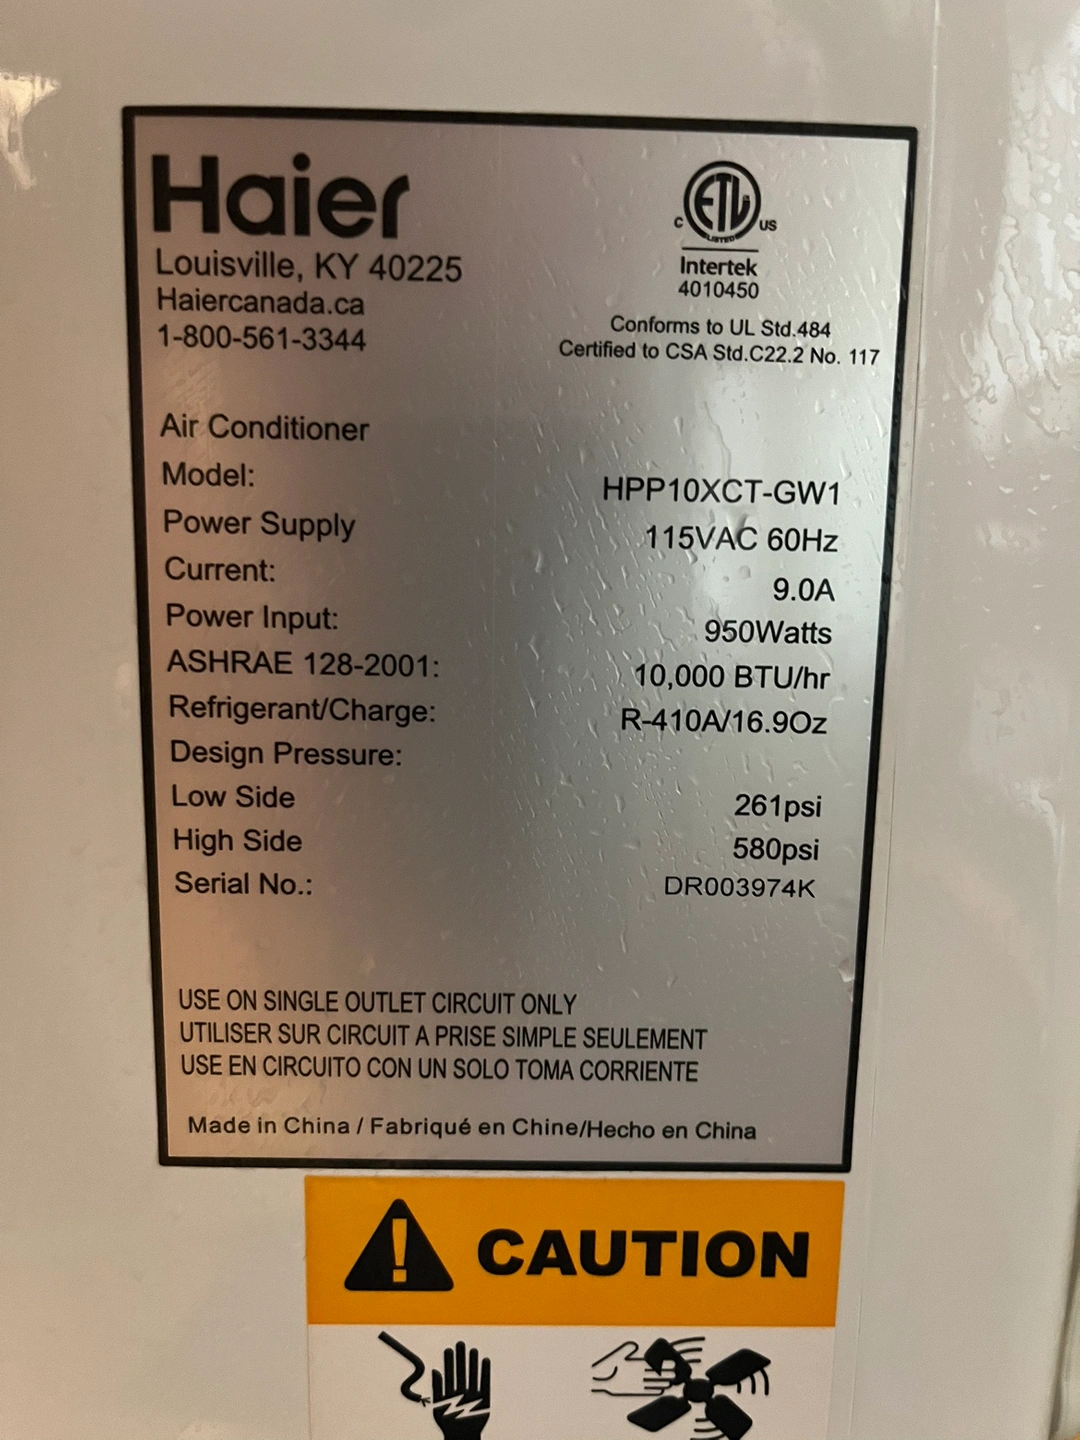 Haier
Louisville, KY 40225
Haiercanada.ca
1-800-561-3344
C ETL US
LISTED
Intertek
4010450
Conforms to UL Std.484
Certified to CSA Std.C22.2 No. 117
Air Conditioner
Model: HPP10XCT-GW1
Power Supply 115VAC 60Hz
Current: 9.0A
Power Input: 950Watts
ASHRAE 128-2001: 10,000 BTU/hr
Refrigerant/Charge: R-410A/16.9Oz
Design Pressure:
Low Side 261psi
High Side 580psi
Serial No.: DR003974K
USE ON SINGLE OUTLET CIRCUIT ONLY
UTILISER SUR CIRCUIT A PRISE SIMPLE SEULEMENT
USE EN CIRCUITO CON UN SOLO TOMA CORRIENTE
Made in China / Fabriqué en Chine/Hecho en China
CAUTION